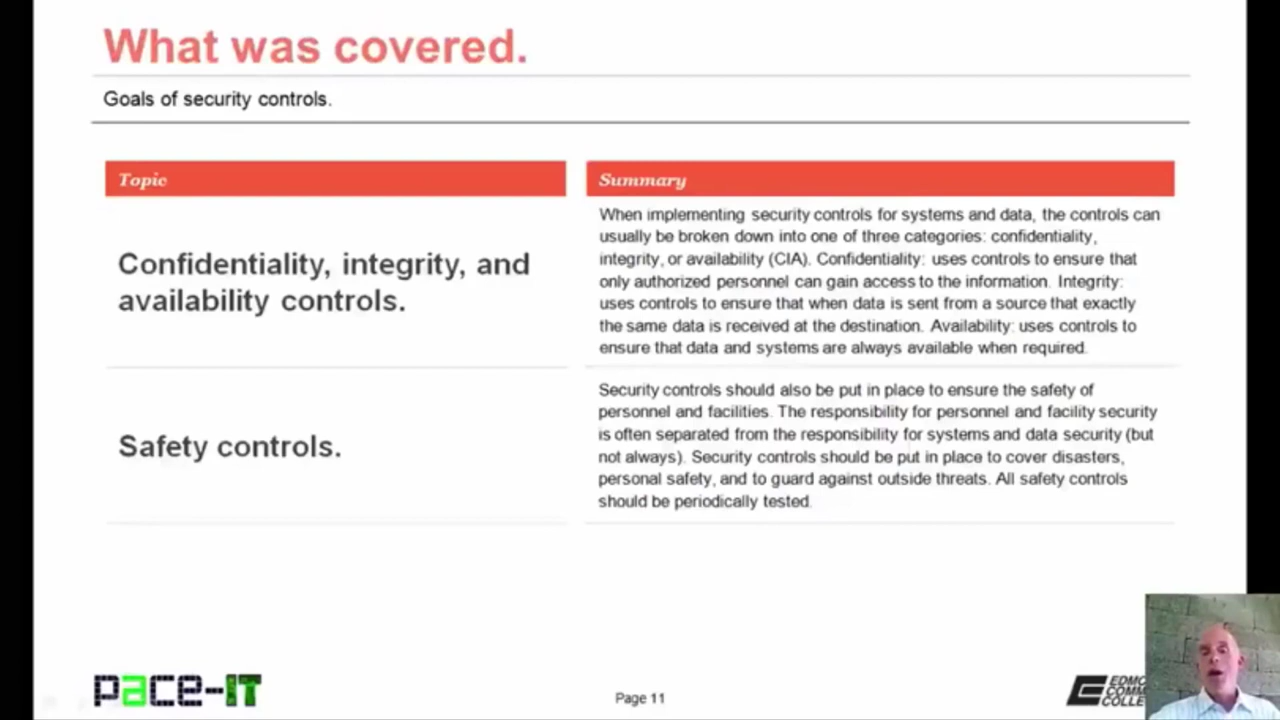 What was covered.
Goals of security controls.
Topic
Summary
Confidentiality, integrity, and
availability controls.
When implementing security controls for systems and data, the controls can
usually be broken down into one of three categories: confidentiality,
integrity, or availability (CIA). Confidentiality: uses controls to ensure that
only authorized personnel can gain access to the information. Integrity:
uses controls to ensure that when data is sent from a source that exactly
the same data is received at the destination. Availability: uses controls to
ensure that data and systems are always available when required.
Safety controls.
Security controls should also be put in place to ensure the safety of
personnel and facilities. The responsibility for personnel and facility security
is often separated from the responsibility for systems and data security (but
not always). Security controls should be put in place to cover disasters,
personal safety, and to guard against outside threats. All safety controls
should be periodically tested.
pace-IT
Page 11